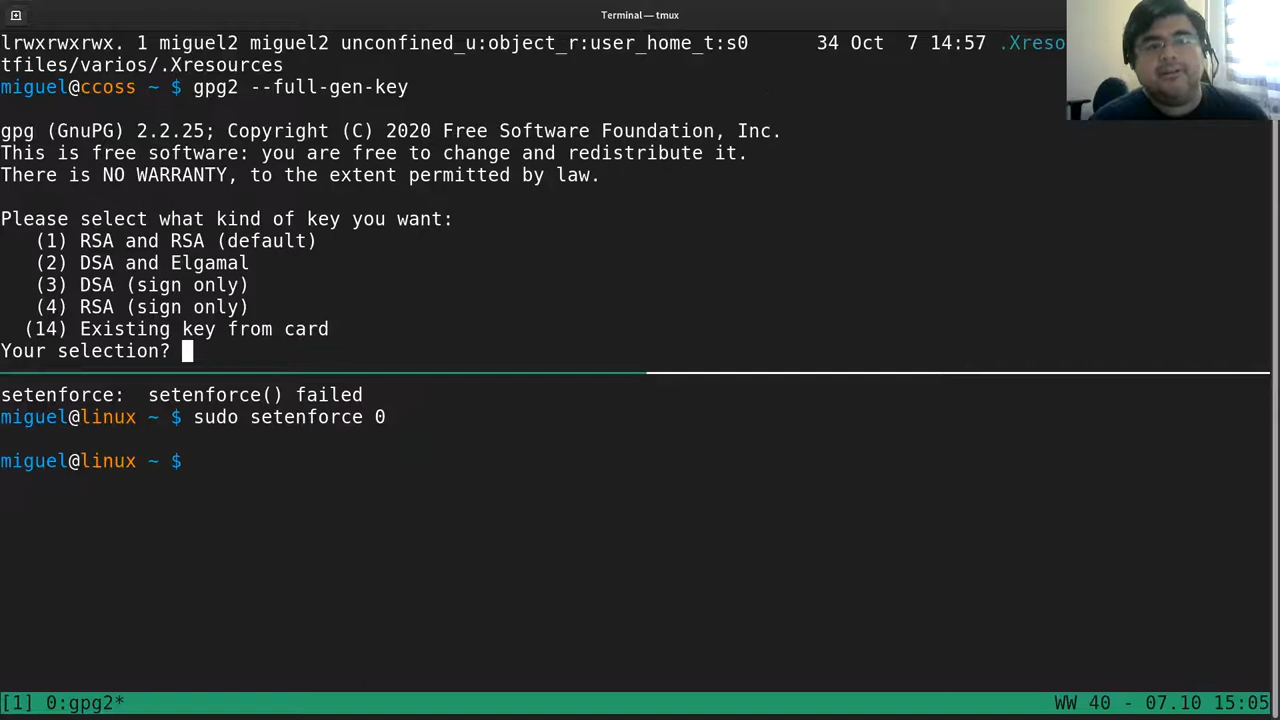 Terminal — tmux
lrwxrwxrwx. 1 miguel2 miguel2 unconfined_u:object_r:user_home_t:s0      34 Oct  7 14:57 .Xreso
tfiles/varios/.Xresources
miguel@ccoss ~ $ gpg2 --full-gen-key
gpg (GnuPG) 2.2.25; Copyright (C) 2020 Free Software Foundation, Inc.
This is free software: you are free to change and redistribute it.
There is NO WARRANTY, to the extent permitted by law.
Please select what kind of key you want:
   (1) RSA and RSA (default)
   (2) DSA and Elgamal
   (3) DSA (sign only)
   (4) RSA (sign only)
  (14) Existing key from card
Your selection?
setenforce:  setenforce() failed
miguel@linux ~ $ sudo setenforce 0
miguel@linux ~ $
[1] 0:gpg2* WW 40 - 07.10 15:05